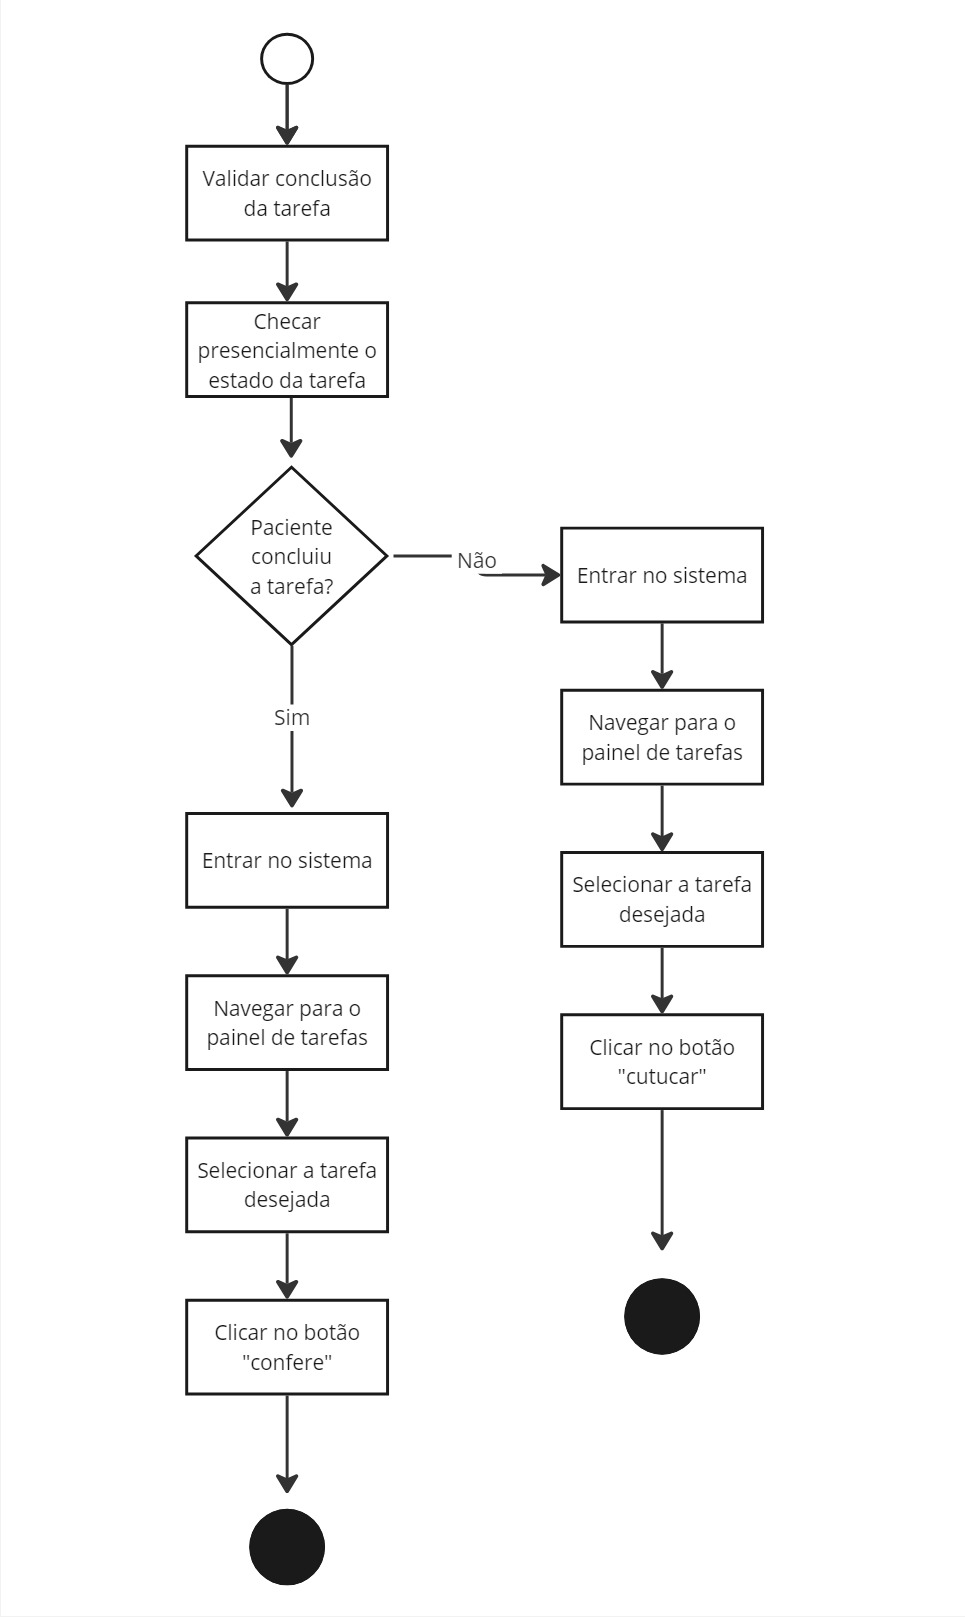 Validar conclusão
da tarefa
Checar
presencialmente o
estado da tarefa
Paciente
concluiu
a tarefa?
Não
Sim
Entrar no sistema
Navegar para o
painel de tarefas
Selecionar a tarefa
desejada
Clicar no botão
"confere"
Entrar no sistema
Navegar para o
painel de tarefas
Selecionar a tarefa
desejada
Clicar no botão
"cutucar"